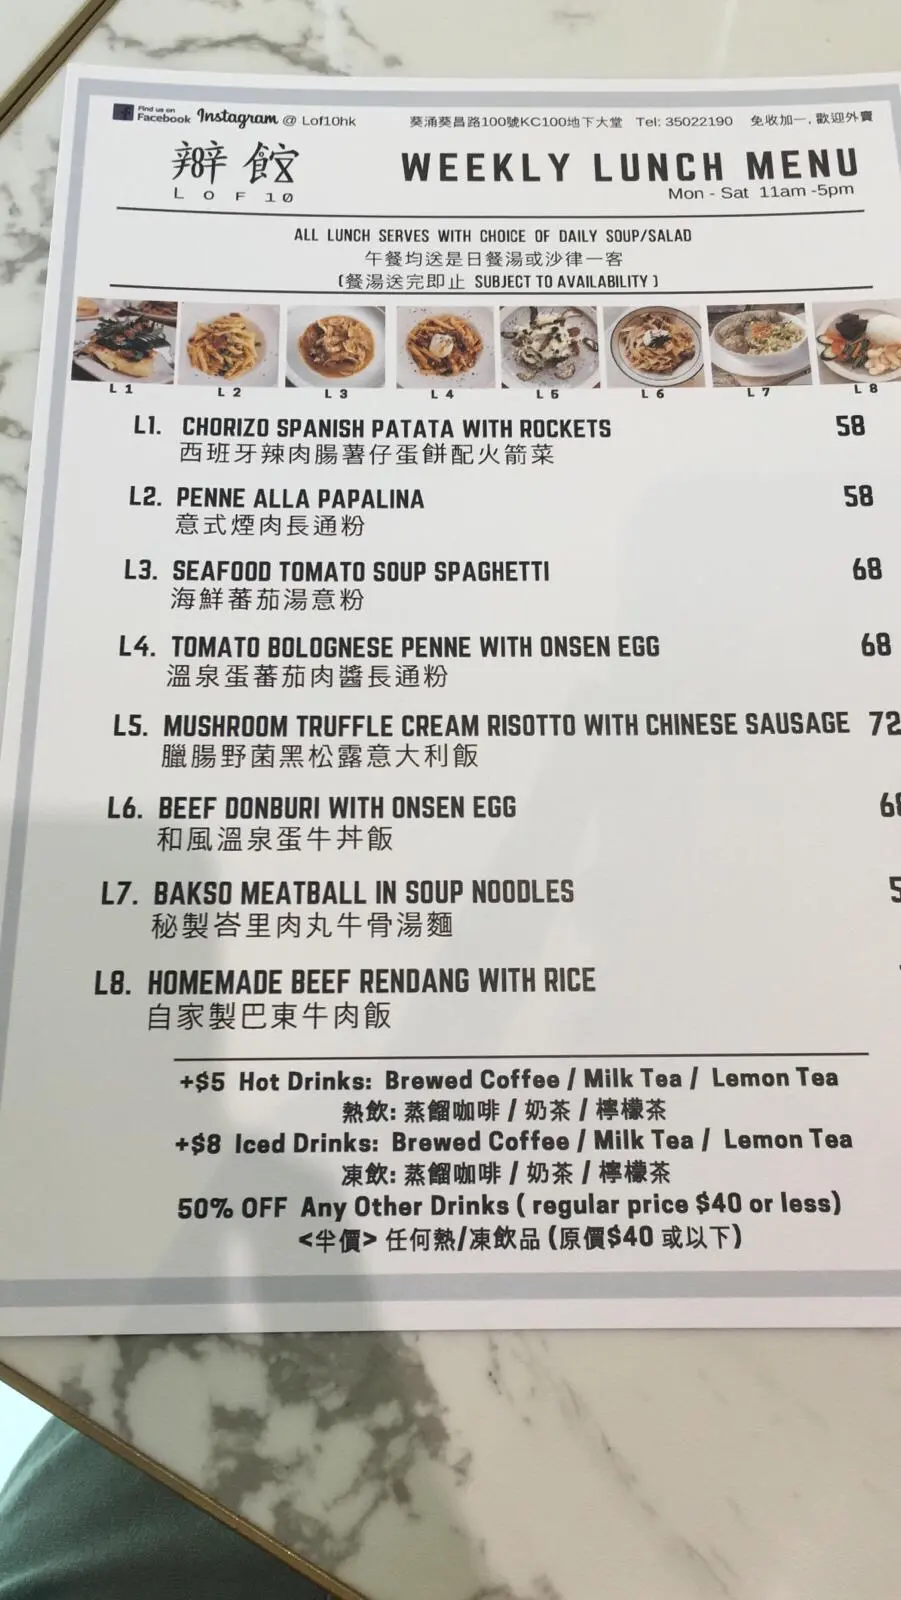 Find us on Facebook Instagram @ Lof10hk 葵涌葵昌路100號KC100地下大堂 Tel: 35022190 免收加一, 歡迎外賣
WEEKLY LUNCH MENU
LOF 10
Mon - Sat 11am -5pm
ALL LUNCH SERVES WITH CHOICE OF DAILY SOUP/SALAD
午餐均送是日餐湯或沙律一客
(餐湯送完即止 SUBJECT TO AVAILABILITY)
L1 L2 L3 L4 L5 L6 L7 L8
L1. CHORIZO SPANISH PATATA WITH ROCKETS 58
西班牙辣肉腸薯仔蛋餅配火箭菜
L2. PENNE ALLA PAPALINA 58
意式煙肉長通粉
L3. SEAFOOD TOMATO SOUP SPAGHETTI 68
海鮮蕃茄湯意粉
L4. TOMATO BOLOGNESE PENNE WITH ONSEN EGG 68
溫泉蛋蕃茄肉醬長通粉
L5. MUSHROOM TRUFFLE CREAM RISOTTO WITH CHINESE SAUSAGE 72
臘腸野菌黑松露意大利飯
L6. BEEF DONBURI WITH ONSEN EGG
和風溫泉蛋牛丼飯
L7. BAKSO MEATBALL IN SOUP NOODLES
秘製峇里肉丸牛骨湯麵
L8. HOMEMADE BEEF RENDANG WITH RICE
自家製巴東牛肉飯
+$5 Hot Drinks: Brewed Coffee / Milk Tea / Lemon Tea
熱飲: 蒸餾咖啡 / 奶茶 / 檸檬茶
+$8 Iced Drinks: Brewed Coffee / Milk Tea / Lemon Tea
凍飲: 蒸餾咖啡 / 奶茶 / 檸檬茶
50% OFF Any Other Drinks ( regular price $40 or less)
<半價> 任何熱/凍飲品 (原價$40 或以下)